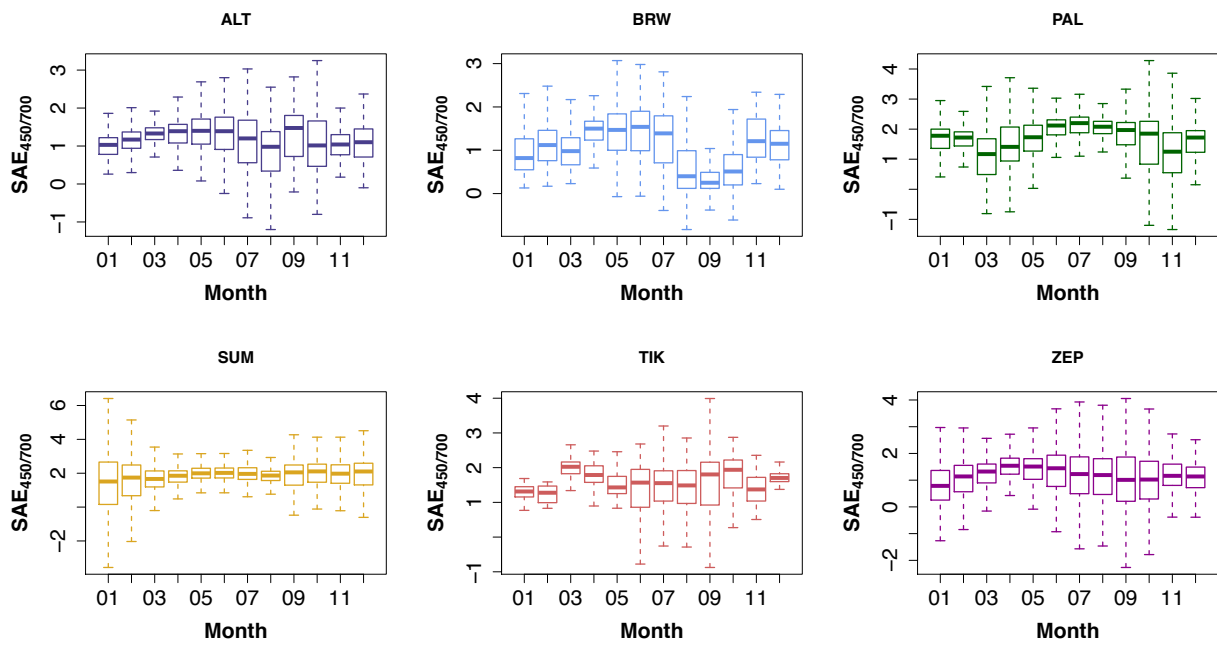 ALT
BRW
PAL
SAE450/700
−1 0 1 2 3
01 03 05 07 09 11
Month
SAE450/700
0 1 2 3
01 03 05 07 09 11
Month
SAE450/700
−1 1 2 3 4
01 03 05 07 09 11
Month
SUM
TIK
ZEP
SAE450/700
−2 2 4 6
01 03 05 07 09 11
Month
SAE450/700
−1 1 2 3 4
01 03 05 07 09 11
Month
SAE450/700
−2 0 2 4
01 03 05 07 09 11
Month